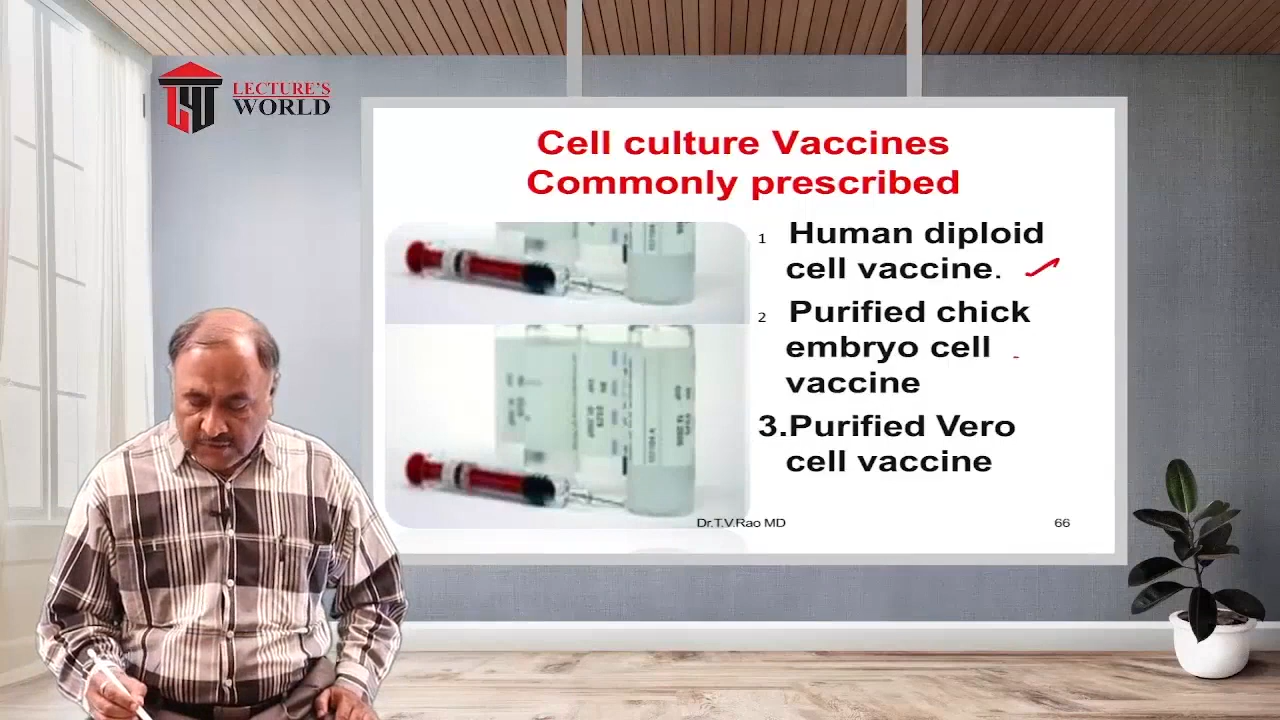 LECTURE'S
WORLD
Cell culture Vaccines
Commonly prescribed
1 Human diploid
cell vaccine.
2 Purified chick
embryo cell
vaccine
3.Purified Vero
cell vaccine
Dr.T.V.Rao MD
66